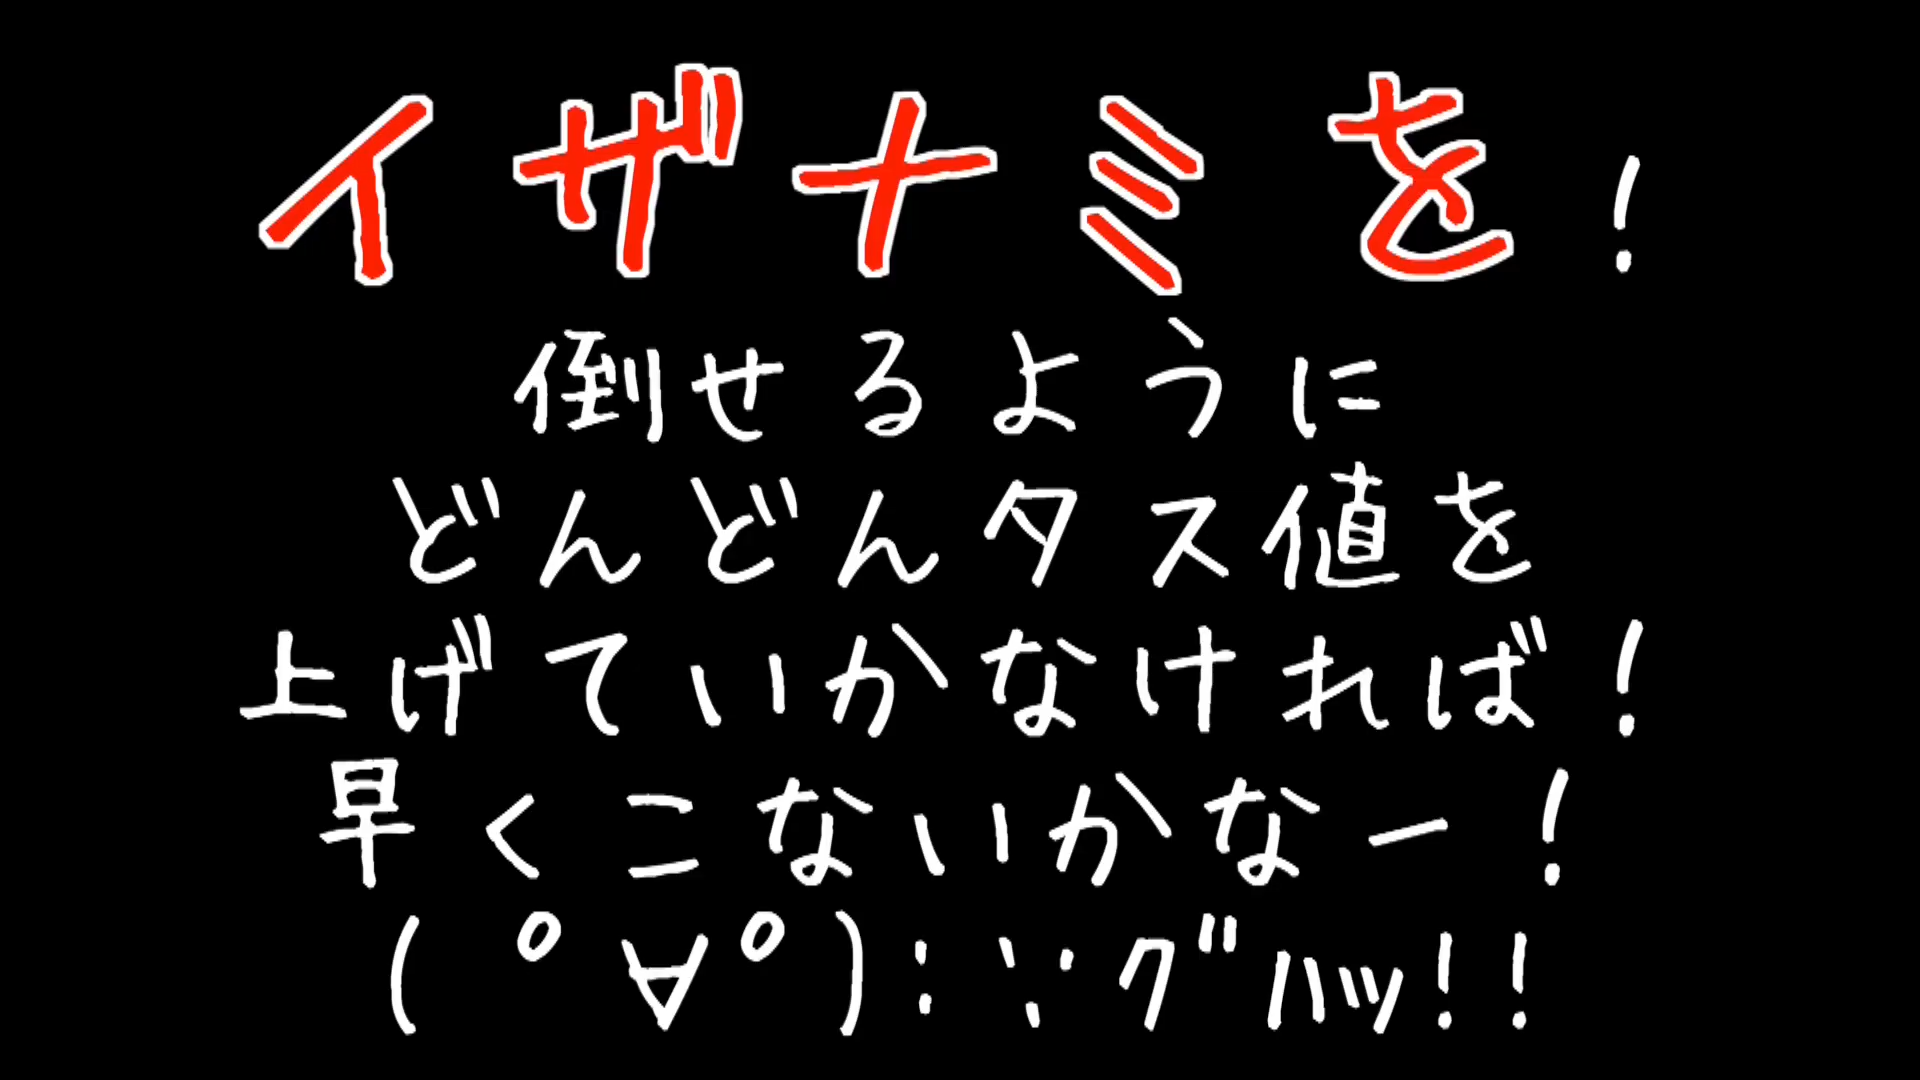 イザナミを!
倒せるように
どんどんタス値を
上げていかなければ!
早くこないかなー!
(゜∀゜):∵グハッ!!